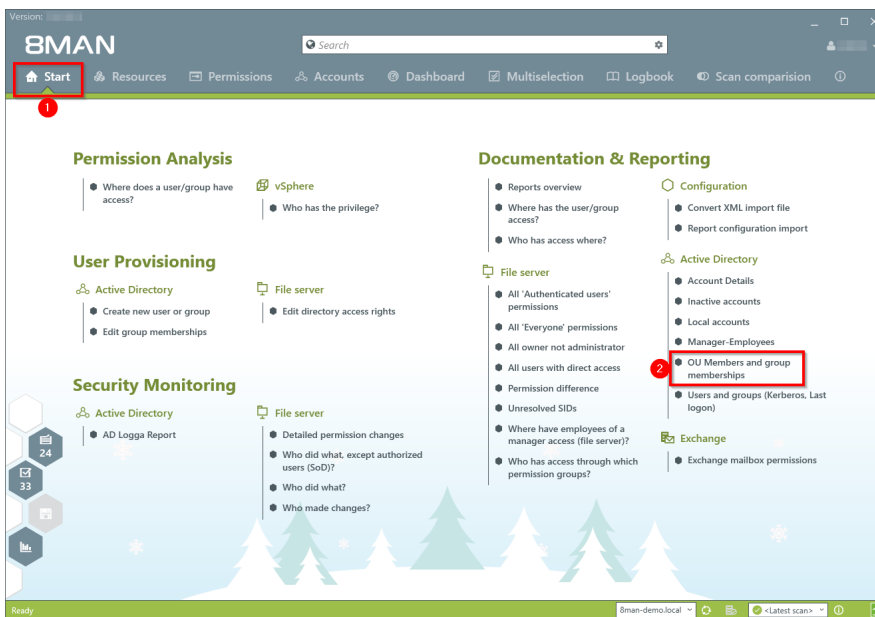 Version:
8MAN
Search
Start
Resources
Permissions
Accounts
Dashboard
Multiselection
Logbook
Scan comparision
1
Permission Analysis
Where does a user/group have
access?
vSphere
Who has the privilege?
User Provisioning
Active Directory
Create new user or group
Edit group memberships
File server
Edit directory access rights
Security Monitoring
Active Directory
AD Logga Report
File server
Detailed permission changes
Who did what, except authorized
users (SoD)?
Who did what?
Who made changes?
Documentation & Reporting
Reports overview
Where has the user/group
access?
Who has access where?
File server
All 'Authenticated users'
permissions
All 'Everyone' permissions
All owner not administrator
All users with direct access
Permission difference
Unresolved SIDs
Where have employees of a
manager access (file server)?
Who has access through which
permission groups?
Configuration
Convert XML import file
Report configuration import
Active Directory
Account Details
Inactive accounts
Local accounts
Manager-Employees
2
OU Members and group
memberships
Users and groups (Kerberos, Last
logon)
Exchange
Exchange mailbox permissions
24
33
Ready
8man-demo.local
<Latest scan>